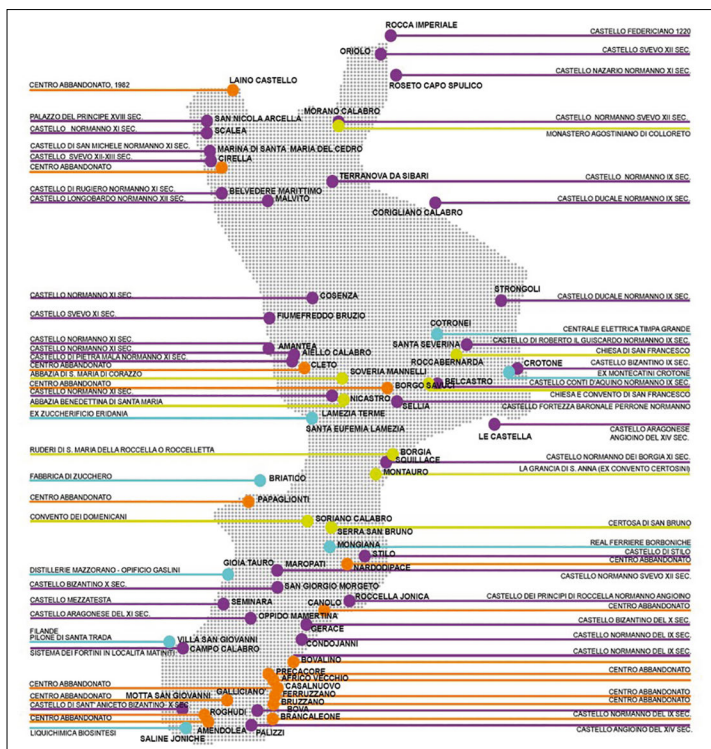 ROCCA IMPERIALE
CASTELLO FEDERICIANO 1220
ORIOLO
CASTELLO SVEVO XII SEC.
ROSETO CAPO SPULICO
CASTELLO NAZARIO NORMANNO XI SEC.
LAINO CASTELLO
CENTRO ABBANDONATO, 1982
MORANO CALABRO
PALAZZO DEL PRINCIPE XVIII SEC.
SAN NICOLA ARCELLA
CASTELLO NORMANNO SVEVO XII SEC.
CASTELLO NORMANNO XI SEC.
SCALEA
MONASTERO AGOSTINIANO DI COLLORETO
CASTELLO DI SAN MICHELE NORMANNO XI SEC.
MARINA DI SANTA MARIA DEL CEDRO
CASTELLO SVEVO XII-XIII SEC.
CIRELLA
CENTRO ABBANDONATO
TERRANOVA DA SIBARI
CASTELLO NORMANNO IX SEC.
CASTELLO DI RUGIERO NORMANNO XI SEC.
BELVEDERE MARITTIMO
CASTELLO LONGOBARDO NORMANNO XII SEC.
MALVITO
CORIGLIANO CALABRO
CASTELLO DUCALE NORMANNO IX SEC.
STRONGOLI
CASTELLO NORMANNO XI SEC
COSENZA
CASTELLO DUCALE NORMANNO IX SEC.
CASTELLO SVEVO XI SEC.
FIUMEFREDDO BRUZIO
COTRONEI
CENTRALE ELETTRICA TIMPA GRANDE
CASTELLO NORMANNO XI SEC.
AMANTEA
SANTA SEVERINA
CASTELLO DI ROBERTO IL GUISCARDO NORMANNO IX SEC.
CASTELLO NORMANNO XI SEC.
AIELLO CALABRO
CHIESA DI SAN FRANCESCO
CASTELLO DI PIETRA MALA NORMANNO XI SEC.
ROCCABERNARDA
CROTONE
CASTELLO BIZANTINO IX SEC.
CENTRO ABBANDONATO
CLETO
ABBAZIA DI S. MARIA DI CORAZZO
SOVERIA MANNELLI
EX MONTECATINI CROTONE
CENTRO ABBANDONATO
BORGO SAVUCI
BELCASTRO
CASTELLO CONTI D'AQUINO NORMANNO IX SEC.
CASTELLO NORMANNO XI SEC.
NICASTRO
CHIESA E CONVENTO DI SAN FRANCESCO
ABBAZIA BENEDETTINA DI SANTA MARIA
SELLIA
CASTELLO FORTEZZA BARONALE PERRONE NORMANNO
EX ZUCCHERIFICIO ERIDANIA
LAMEZIA TERME
SANTA EUFEMIA LAMEZIA
LE CASTELLA
CASTELLO ARAGONESE
ANGIOINO DEL XIV SEC.
RUDERI DI S. MARIA DELLA ROCCELLA O ROCCELLETTA
BORGIA
SQUILLACE
CASTELLO NORMANNO DEI BORGIA XI SEC.
MONTAURO
LA GRANCIA DI S. ANNA (EX CONVENTO CERTOSINI)
FABBRICA DI ZUCCHERO
BRIATICO
CENTRO ABBANDONATO
PAPAGLIONTI
CONVENTO DEI DOMENICANI
SORIANO CALABRO
SERRA SAN BRUNO
CERTOSA DI SAN BRUNO
MONGIANA
REAL FERRIERE BORBONICHE
STILO
CASTELLO DI STILO
GIOIA TAURO
MAROPATI
NARDODIPACE
CENTRO ABBANDONATO
DISTILLERIE MAZZORANO - OPIFICIO GASLINI
CASTELLO NORMANNO SVEVO XII SEC.
CASTELLO BIZANTINO X SEC.
SAN GIORGIO MORGETO
CASTELLO MEZZATESTA
SEMINARA
CANOLO
ROCCELLA JONICA
CASTELLO DEI PRINCIPI DI ROCCELLA NORMANNO ANGIOINO
CENTRO ABBANDONATO
CASTELLO ARAGONESE DEL XI SEC.
OPPIDO MAMERTINA
GERACE
CASTELLO BIZANTINO DEL X SEC.
FILANDE
PILONE DI SANTA TRADA
VILLA SAN GIOVANNI
CONDOJANNI
CASTELLO NORMANNO DEL IX SEC.
SISTEMA DEI FORTINI IN LOCALITA MATINITI
CAMPO CALABRO
CASTELLO NORMANNO DEL IX SEC.
BOVALINO
PRECACORE
CENTRO ABBANDONATO
AFRICO VECCHIO
CENTRO ABBANDONATO
CASALNUOVO
CENTRO ABBANDONATO
GALLICIANO
CENTRO ABBANDONATO
MOTTA SAN GIOVANNI
FERRUZZANO
CENTRO ABBANDONATO
BRUZZANO
CENTRO ABBANDONATO
CASTELLO DI SANT' ANICETO BIZANTINO- X SEC
BOVA
ROGHUDI
CASTELLO NORMANNO DEL IX SEC.
CENTRO ABBANDONATO
BRANCALEONE
CENTRO ABBANDONATO
AMENDOLEA
LIQUICHIMICA BIOSINTESI
SALINE JONICHE
PALIZZI
CASTELLO ANGIOINO DEL XIV SEC.